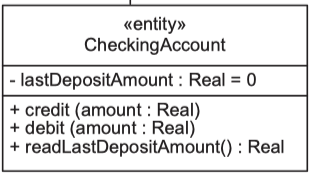 «entity»
CheckingAccount
- lastDepositAmount : Real = 0
+ credit (amount : Real)
+ debit (amount : Real)
+ readLastDepositAmount() : Real